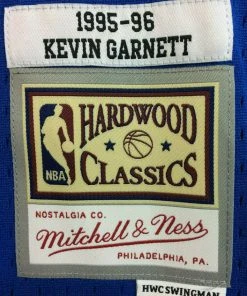 1995-96
KEVIN GARNETT
NBA
HARDWOOD
CLASSICS
NOSTALGIA CO.
Mitchell & Ness
PHILADELPHIA, PA.
HWC SWINGMAN